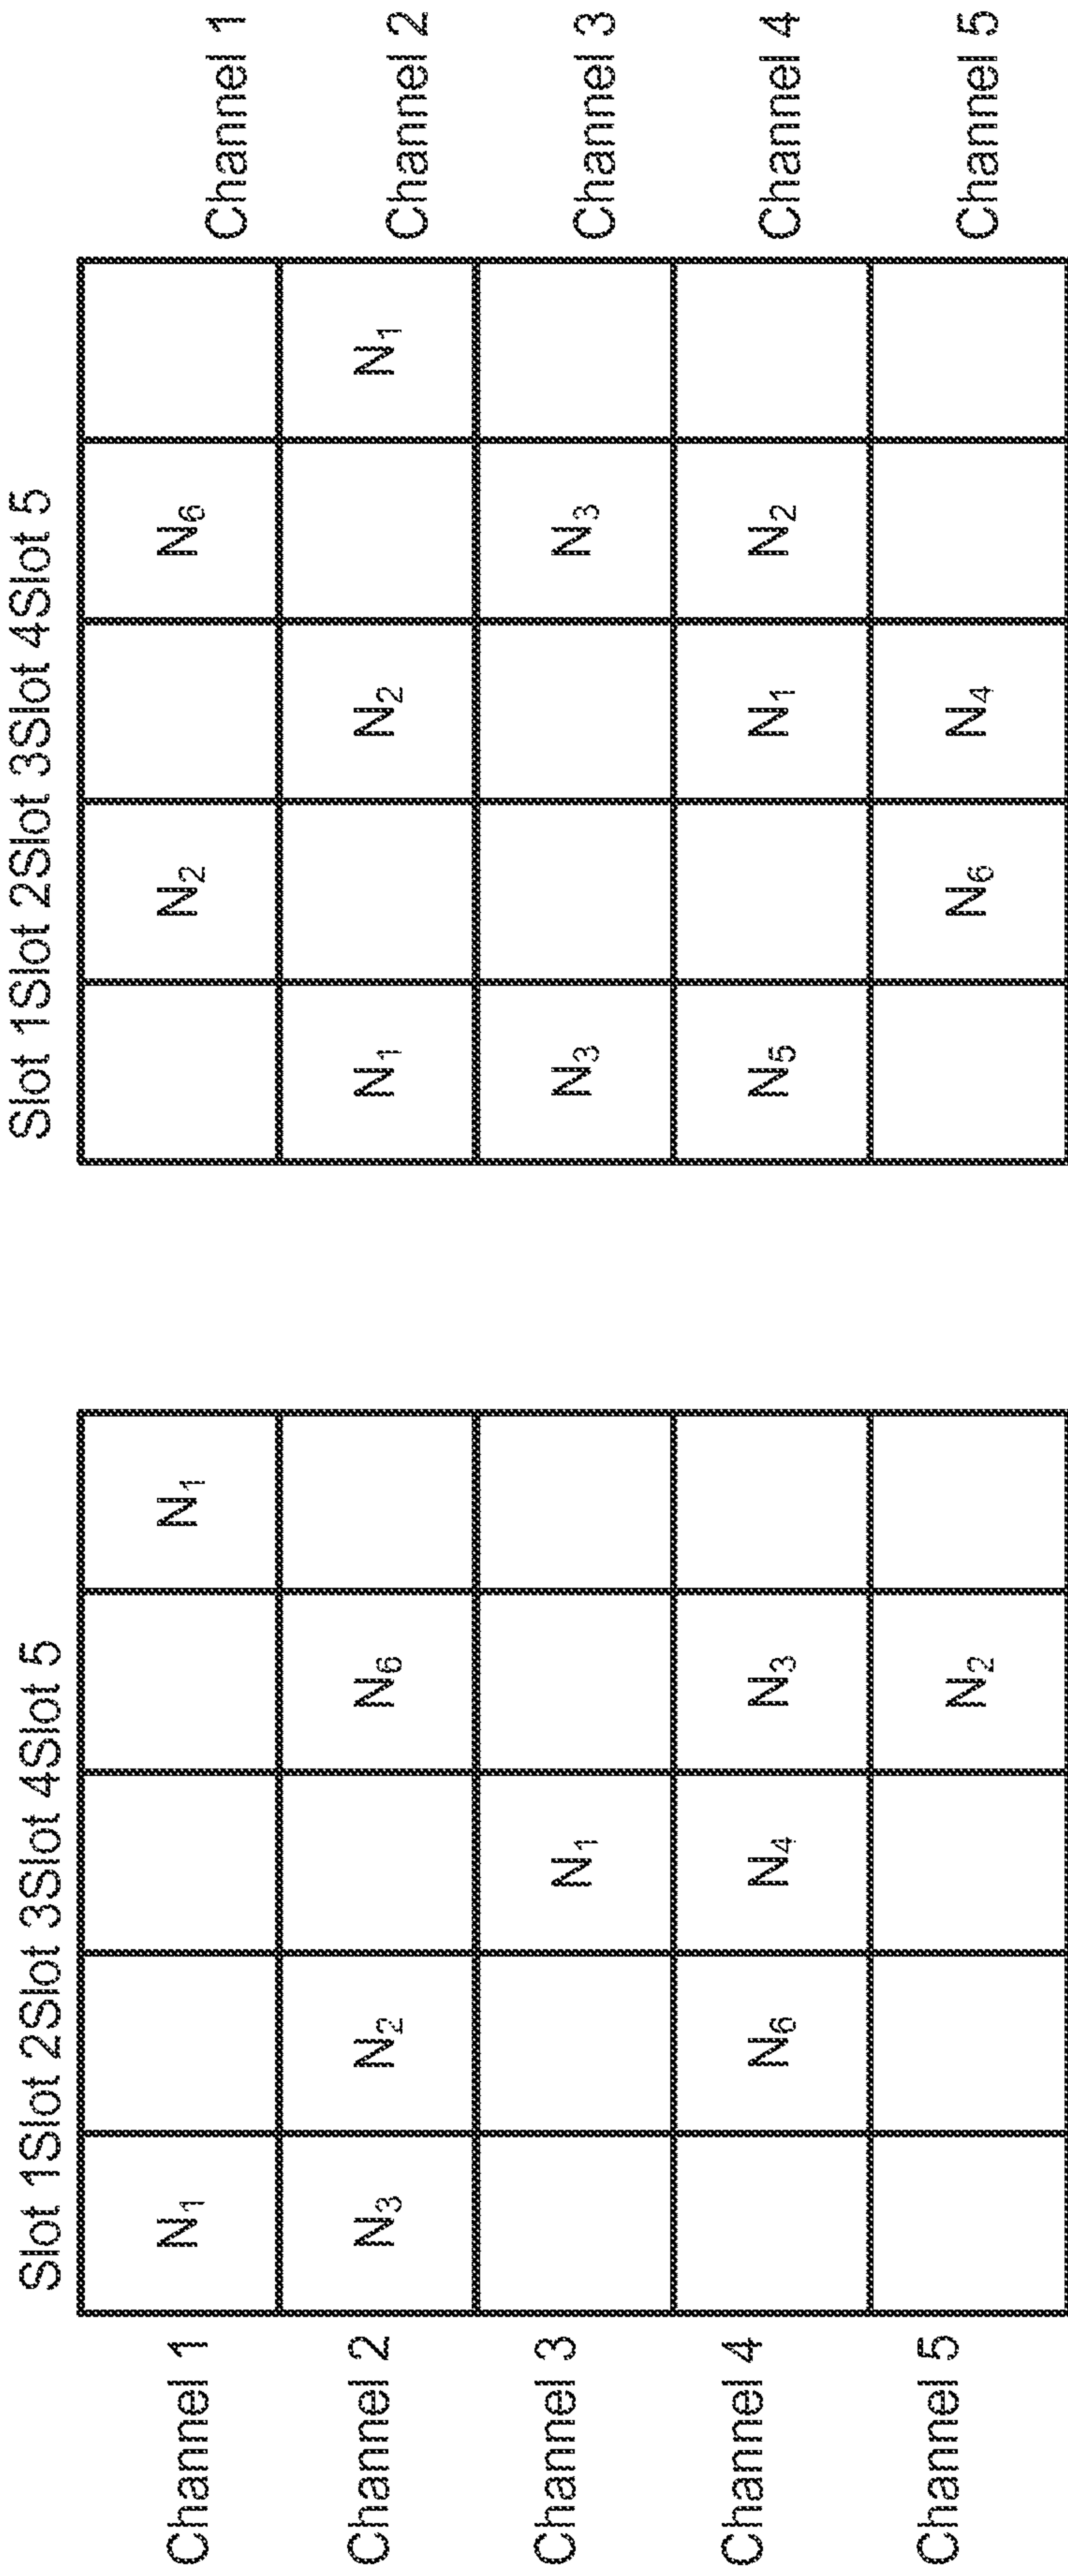 Slot 1Slot 2Slot 3Slot 4Slot 5
Channel 1 N₁ N₁
Channel 2 N₃ N₂ N₆
Channel 3 N₁
Channel 4 N₆ N₄ N₃
Channel 5 N₂
Slot 1Slot 2Slot 3Slot 4Slot 5
N₂ N₆ Channel 1
N₁ N₂ N₁ Channel 2
N₃ N₃ Channel 3
N₅ N₁ N₂ Channel 4
N₆ N₄ Channel 5